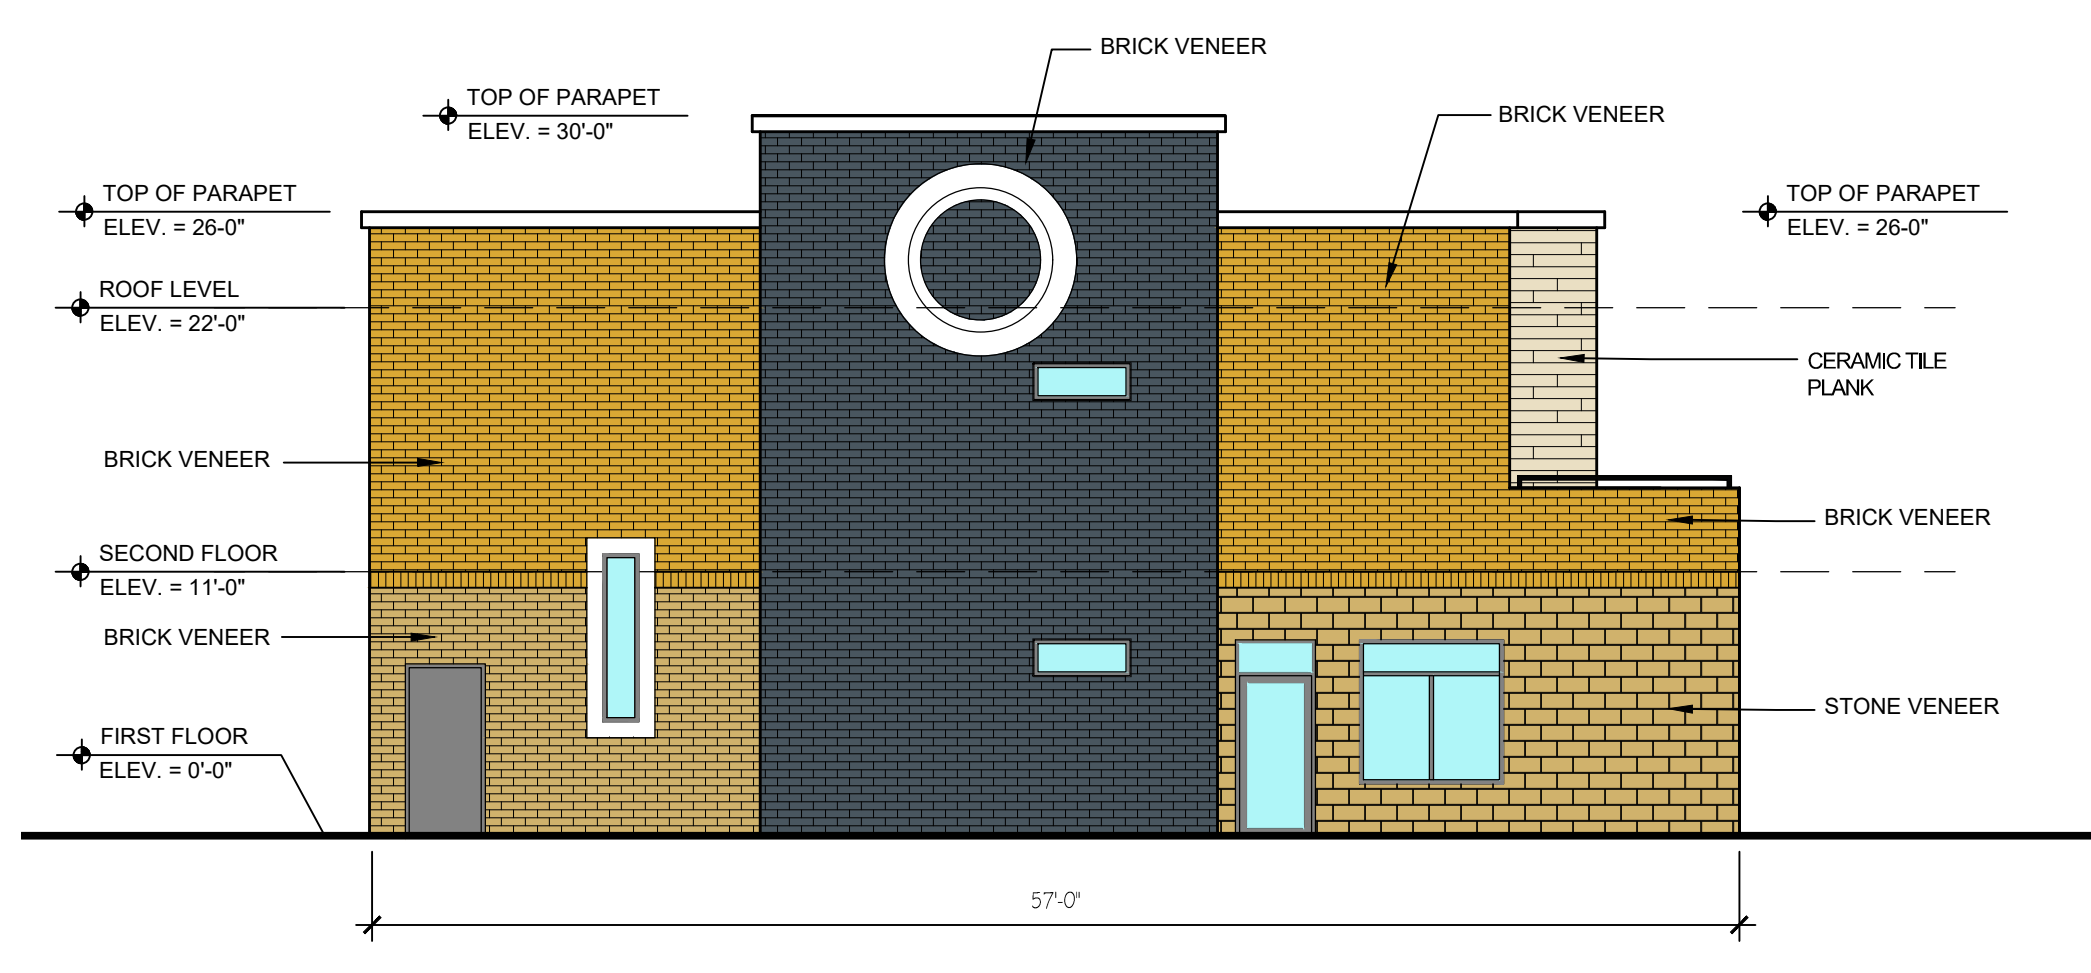 BRICK VENEER
TOP OF PARAPET
ELEV. = 30'-0"
BRICK VENEER
TOP OF PARAPET
ELEV. = 26-0"
TOP OF PARAPET
ELEV. = 26-0"
ROOF LEVEL
ELEV. = 22'-0"
CERAMIC TILE
PLANK
BRICK VENEER
BRICK VENEER
SECOND FLOOR
ELEV. = 11'-0"
BRICK VENEER
STONE VENEER
FIRST FLOOR
ELEV. = 0'-0"
57'-0"